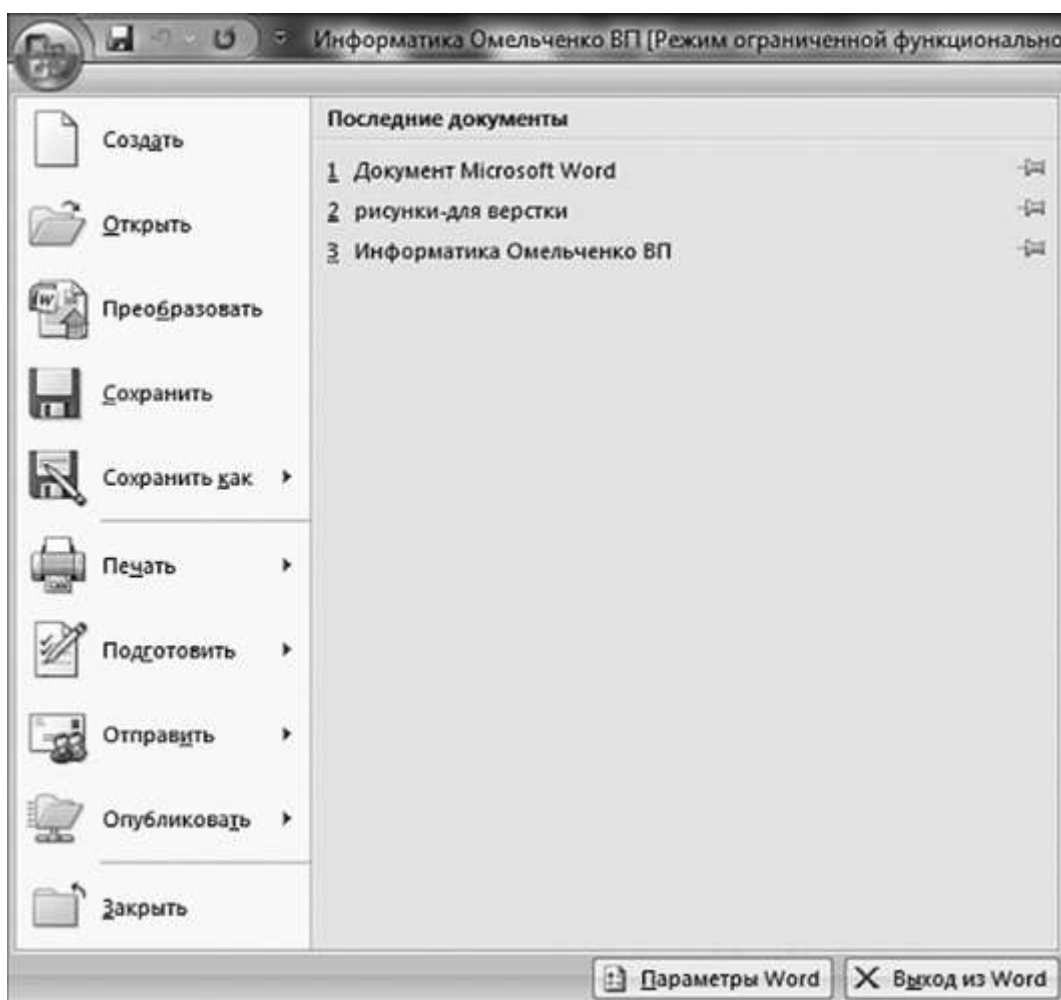 Информатика Омельченко ВП [Режим ограниченной функционально
Создать
Открыть
Преобразовать
Сохранить
Сохранить как
Печать
Подготовить
Отправить
Опубликовать
Закрыть
Последние документы
1 Документ Microsoft Word
2 рисунки-для верстки
3 Информатика Омельченко ВП
Параметры Word
Выход из Word